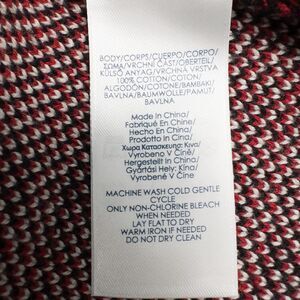 BODY/CORPS/CUERPO/CORPO/
ΣΩΜΑ/VRCHNÍ ČÁST/OBERTEIL/
KÜLSŐ ANYAG/VRCHNÁ VRSTVA
100% COTTON/COTON/
ALGODÓN/COTONE/BAMBAKI/
BAVLNA/BAUMWOLLE/PAMUT/
BAVLNA
Made In China/
Fabriqué En Chine/
Hecho En China/
Prodotto in Cina/
Χωρα Κατασκευης: Κινα/
Vyrobeno V Číně/
Hergestellt In China/
Gyártási Hely: Kína/
Vyrobené V Číne
MACHINE WASH COLD GENTLE
CYCLE
ONLY NON-CHLORINE BLEACH
WHEN NEEDED
LAY FLAT TO DRY
WARM IRON IF NEEDED
DO NOT DRY CLEAN